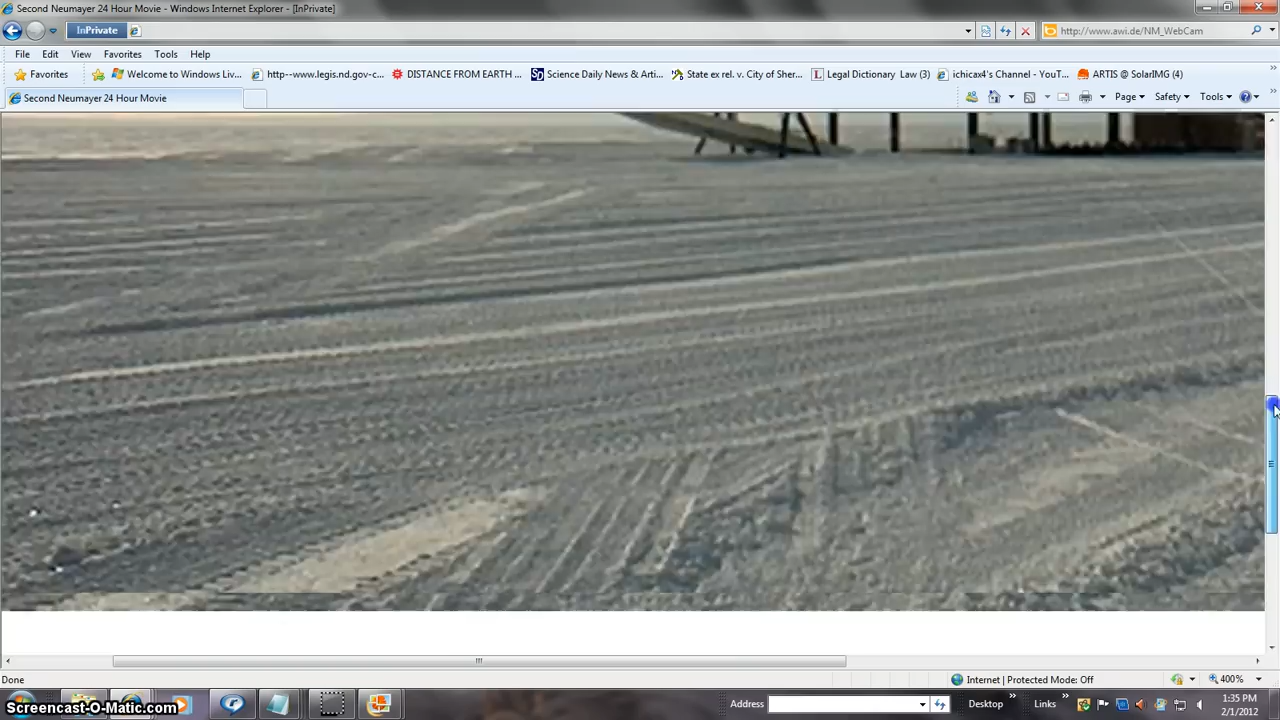 Second Neumayer 24 Hour Movie - Windows Internet Explorer - [InPrivate]
InPrivate
http://www.awi.de/NM_WebCam
File Edit View Favorites Tools Help
Favorites Welcome to Windows Liv... http--www.legis.nd.gov-c... DISTANCE FROM EARTH ... SD Science Daily News & Arti... State ex rel. v. City of Sher... L Legal Dictionary Law (3) ichicax4's Channel - YouT... ARTIS @ SolarIMG (4)
Second Neumayer 24 Hour Movie
Page Safety Tools
Done Internet | Protected Mode: Off 400%
Screencast-O-Matic.com Address Desktop Links 1:35 PM
2/1/2012